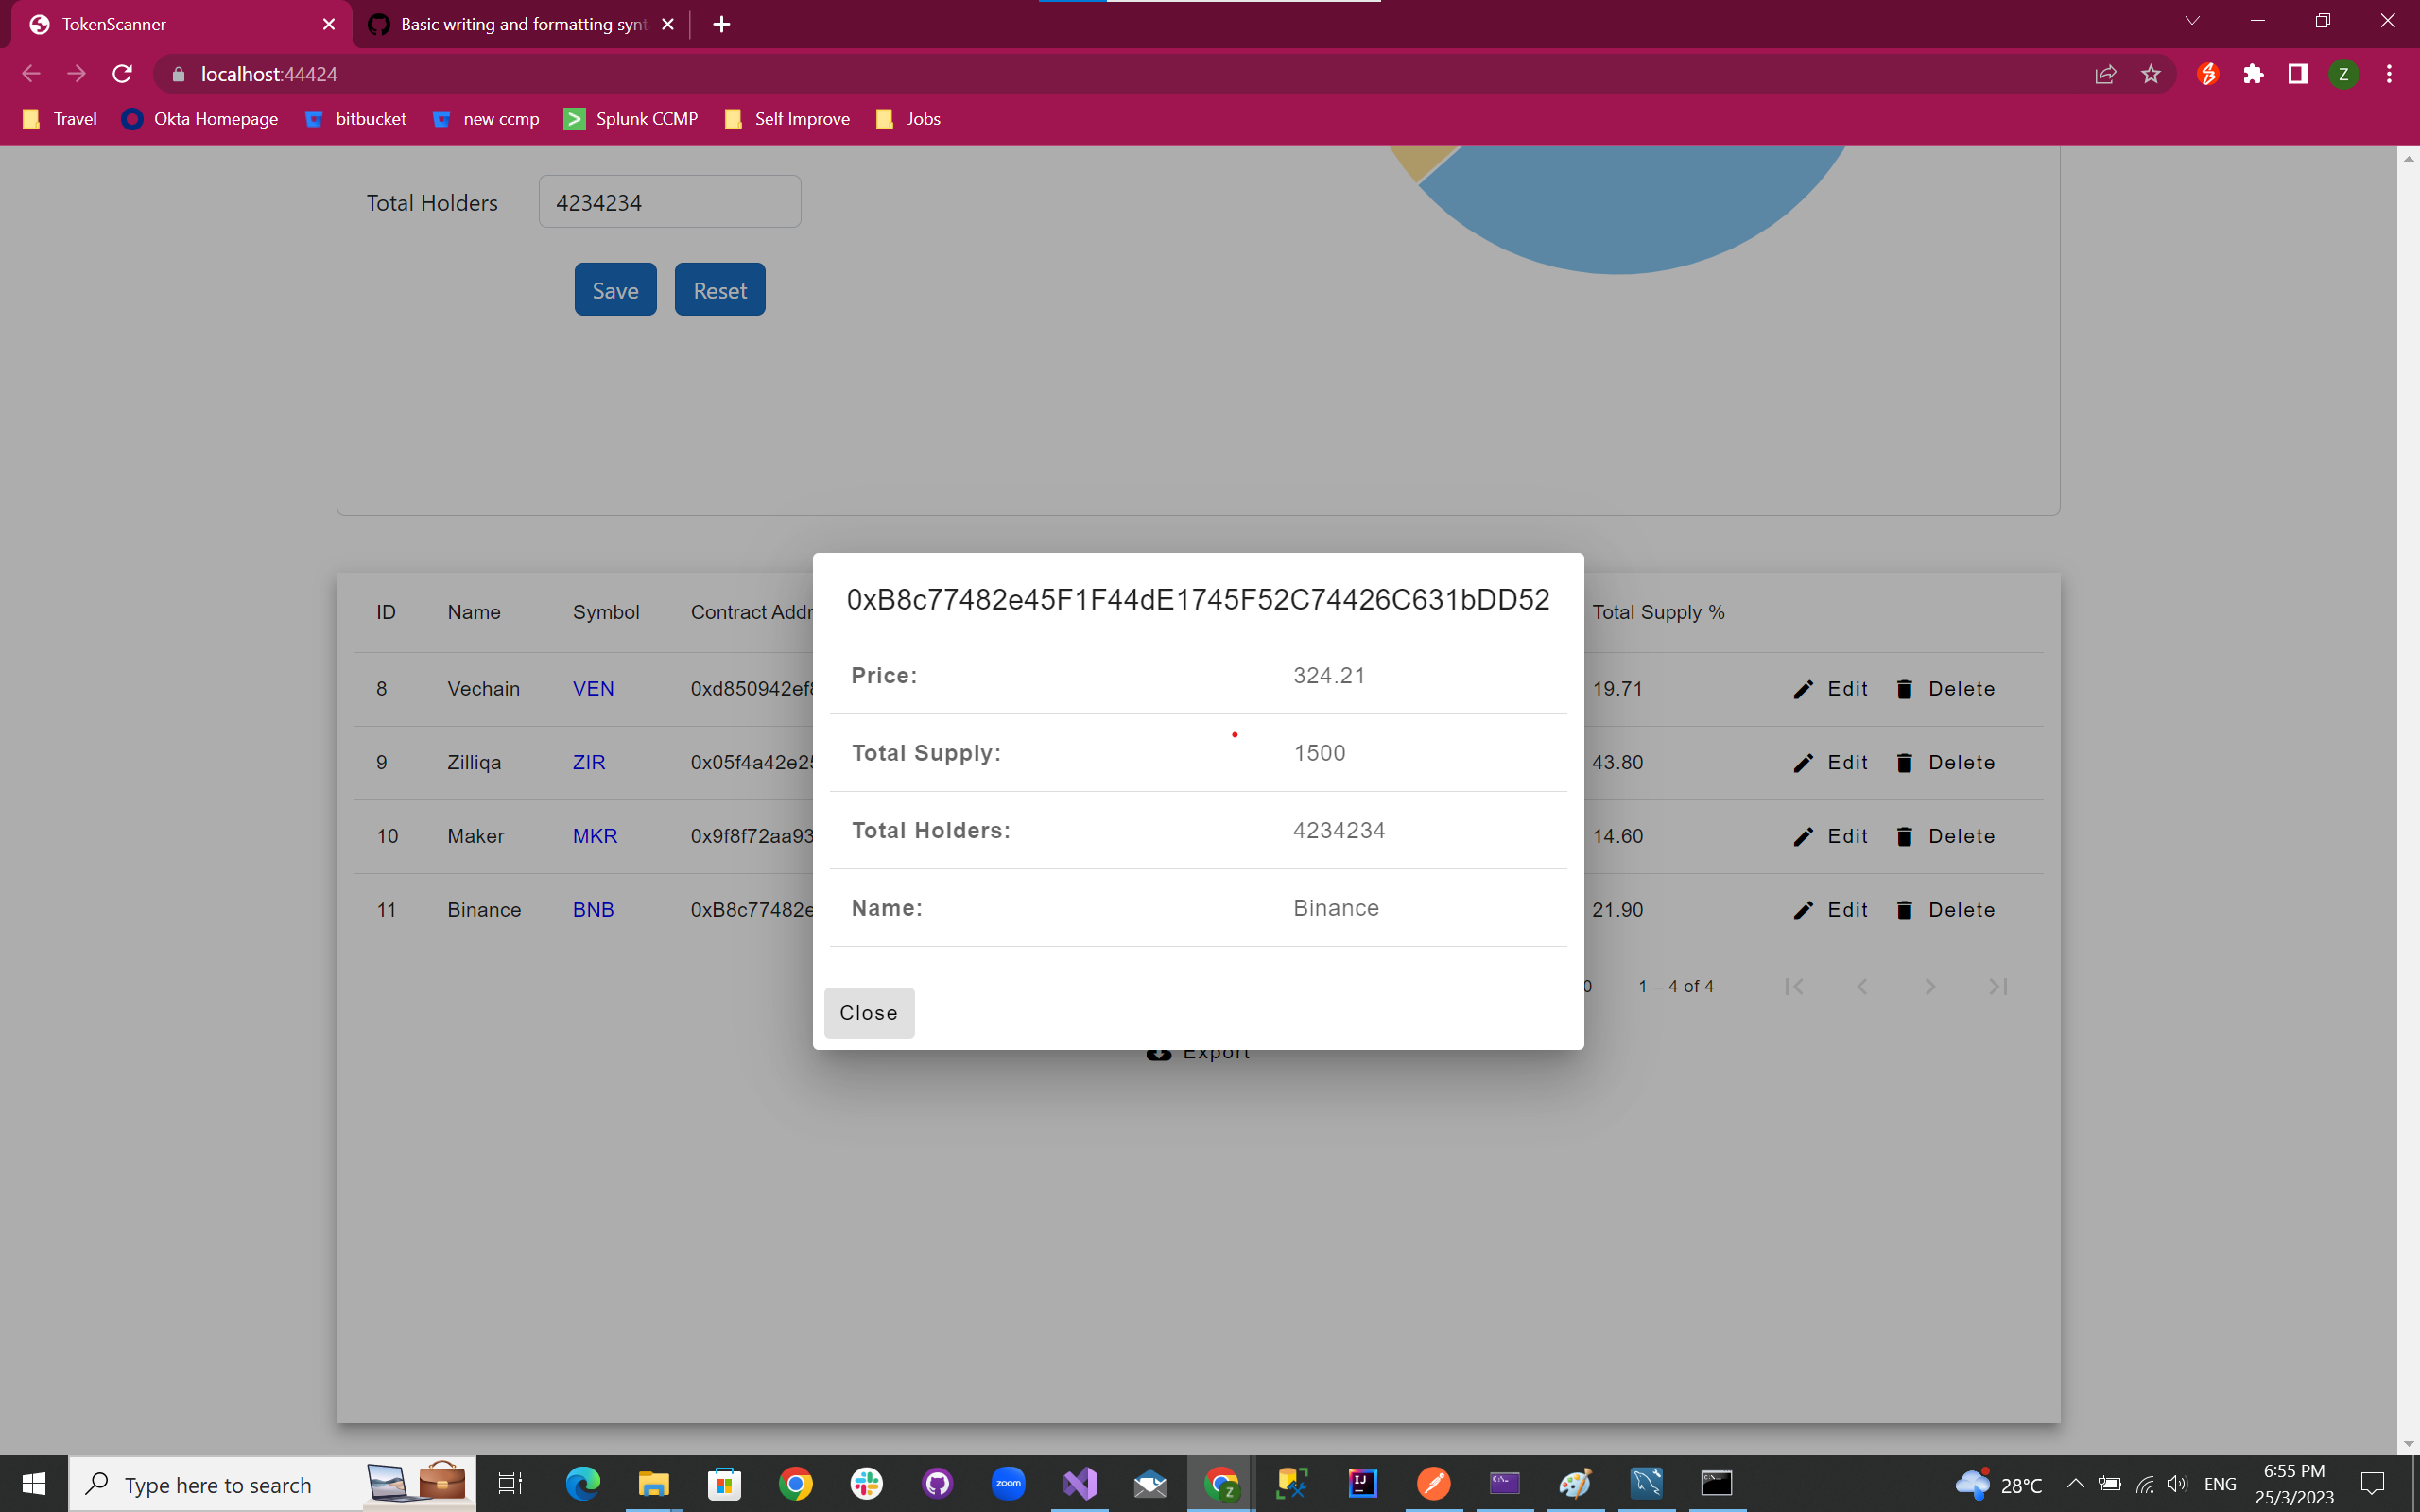 TokenScanner
Basic writing and formatting synt
localhost:44424
Z
Travel Okta Homepage bitbucket new ccmp Splunk CCMP Self Improve Jobs
Total Holders 4234234
Save Reset
0xB8c77482e45F1F44dE1745F52C74426C631bDD52
Price: 324.21
Total Supply: 1500
Total Holders: 4234234
Name: Binance
Close
ID Name Symbol Contract Addr Total Supply %
8 Vechain VEN 0xd850942ef8 19.71 Edit Delete
9 Zilliqa ZIR 0x05f4a42e25 43.80 Edit Delete
10 Maker MKR 0x9f8f72aa93 14.60 Edit Delete
11 Binance BNB 0xB8c77482e 21.90 Edit Delete
0 1 – 4 of 4
Export
Type here to search zoom IJ Z 28°C ENG 6:55 PM
25/3/2023